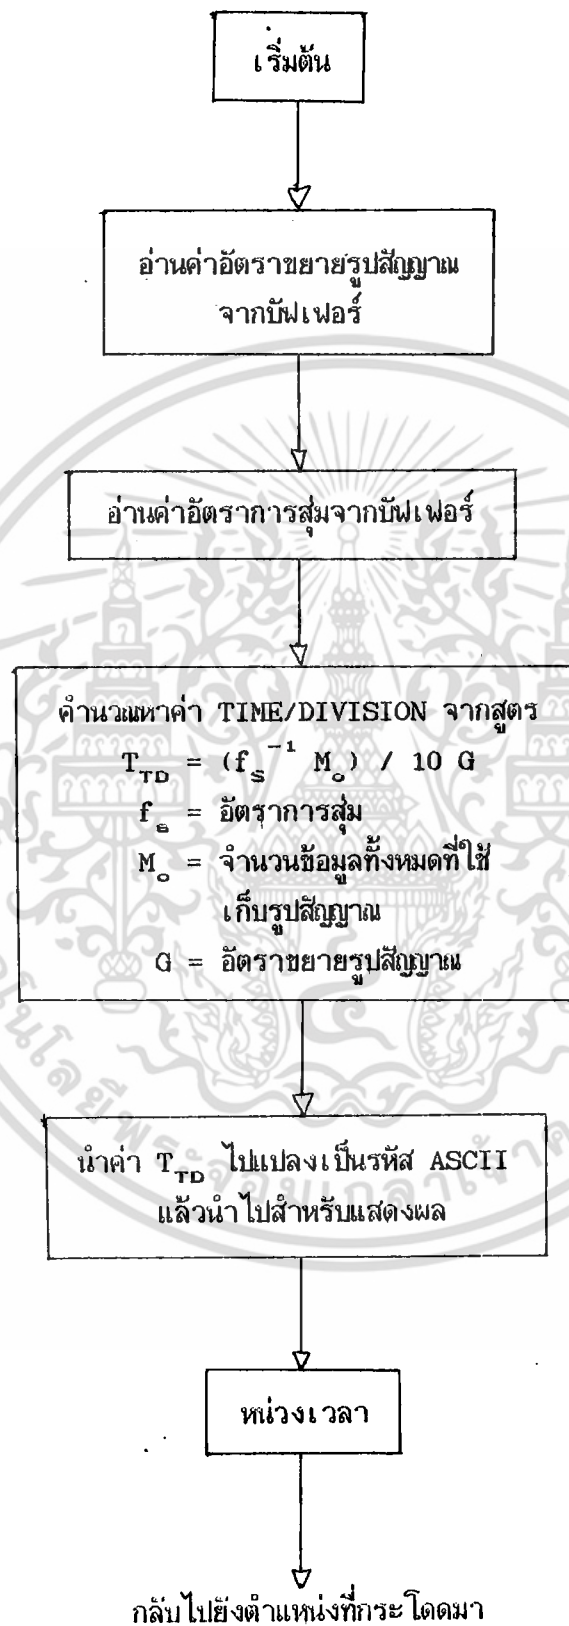 เริ่มต้น
อ่านค่าอัตราขยายรูปสัญญาณ
จากบัฟเฟอร์
อ่านค่าอัตราการสุ่มจากบัฟเฟอร์
คำนวณหาค่า TIME/DIVISION จากสูตร
T_TD = (f_s^-1 M_o) / 10 G
f_s = อัตราการสุ่ม
M_o = จำนวนข้อมูลทั้งหมดที่ใช้
เก็บรูปสัญญาณ
G = อัตราขยายรูปสัญญาณ
นำค่า T_TD ไปแปลงเป็นรหัส ASCII
แล้วนำไปสำหรับแสดงผล
หน่วงเวลา
กลับไปยังตำแหน่งที่กระโดดมา